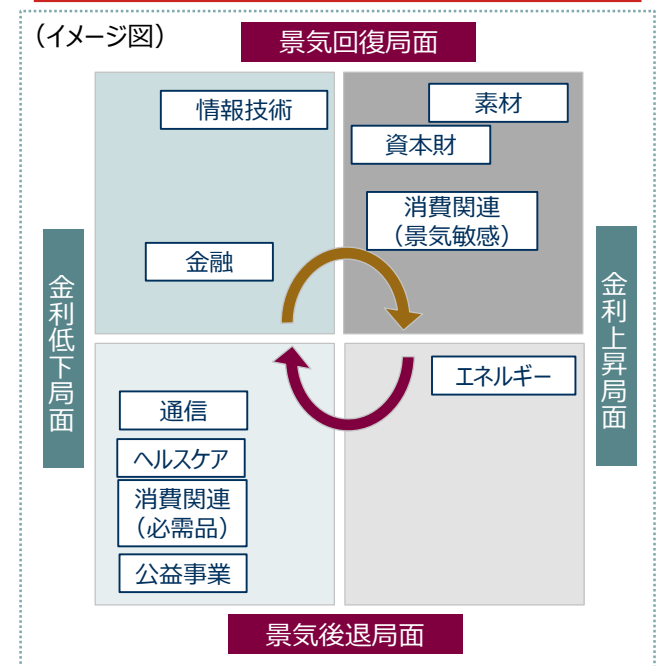 （イメージ図）
景気回復局面
情報技術
素材
資本財
消費関連
（景気敏感）
金融
金利低下局面
金利上昇局面
エネルギー
通信
ヘルスケア
消費関連
（必需品）
公益事業
景気後退局面